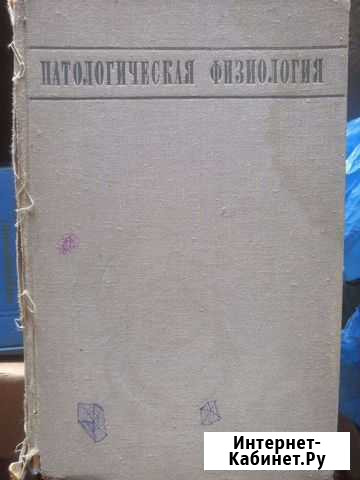 ПАТОЛОГИЧЕСКАЯ ФИЗИОЛОГИЯ
Интернет-
Кабинет.Ру